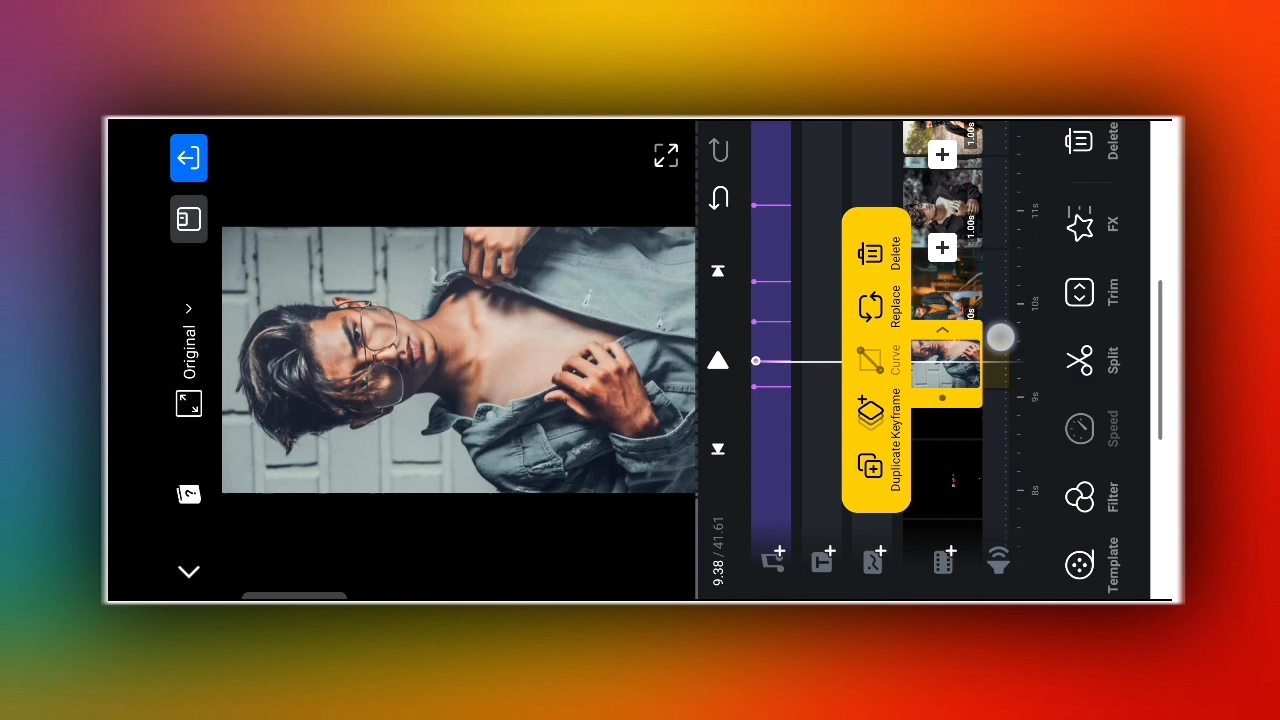 Original
9.38 / 41.61
Duplicate
Keyframe
Curve
Replace
Delete
1.00s
1.00s
00s
8s
9s
10s
11s
Template
Filter
Speed
Split
Trim
FX
Delete